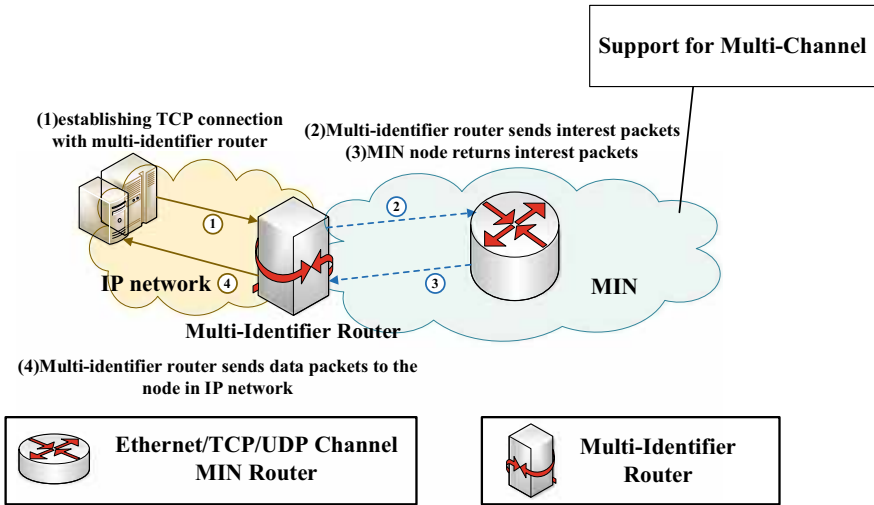 Support for Multi-Channel
(1)establishing TCP connection
with multi-identifier router
(2)Multi-identifier router sends interest packets
(3)MIN node returns interest packets
1
2
3
4
IP network
MIN
Multi-Identifier Router
(4)Multi-identifier router sends data packets to the
node in IP network
Ethernet/TCP/UDP Channel
MIN Router
Multi-Identifier
Router